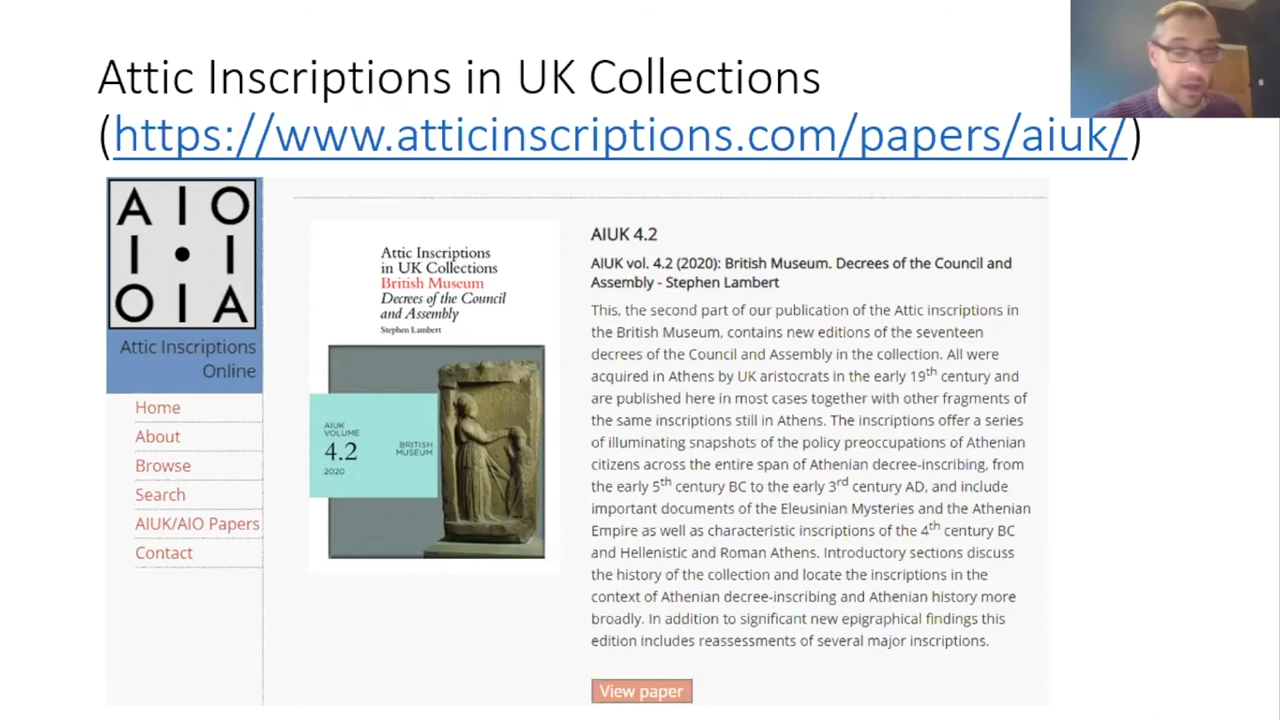 Attic Inscriptions in UK Collections
(https://www.atticinscriptions.com/papers/aiuk/)
A I O
I • I
O I A
Attic Inscriptions
Online
Home
About
Browse
Search
AIUK/AIO Papers
Contact
Attic Inscriptions
in UK Collections
British Museum
Decrees of the Council
and Assembly
Stephen Lambert
AIUK
VOLUME
4.2
2020
BRITISH
MUSEUM
AIUK 4.2
AIUK vol. 4.2 (2020): British Museum. Decrees of the Council and
Assembly - Stephen Lambert
This, the second part of our publication of the Attic inscriptions in
the British Museum, contains new editions of the seventeen
decrees of the Council and Assembly in the collection. All were
acquired in Athens by UK aristocrats in the early 19th century and
are published here in most cases together with other fragments of
the same inscriptions still in Athens. The inscriptions offer a series
of illuminating snapshots of the policy preoccupations of Athenian
citizens across the entire span of Athenian decree-inscribing, from
the early 5th century BC to the early 3rd century AD, and include
important documents of the Eleusinian Mysteries and the Athenian
Empire as well as characteristic inscriptions of the 4th century BC
and Hellenistic and Roman Athens. Introductory sections discuss
the history of the collection and locate the inscriptions in the
context of Athenian decree-inscribing and Athenian history more
broadly. In addition to significant new epigraphical findings this
edition includes reassessments of several major inscriptions.
View paper